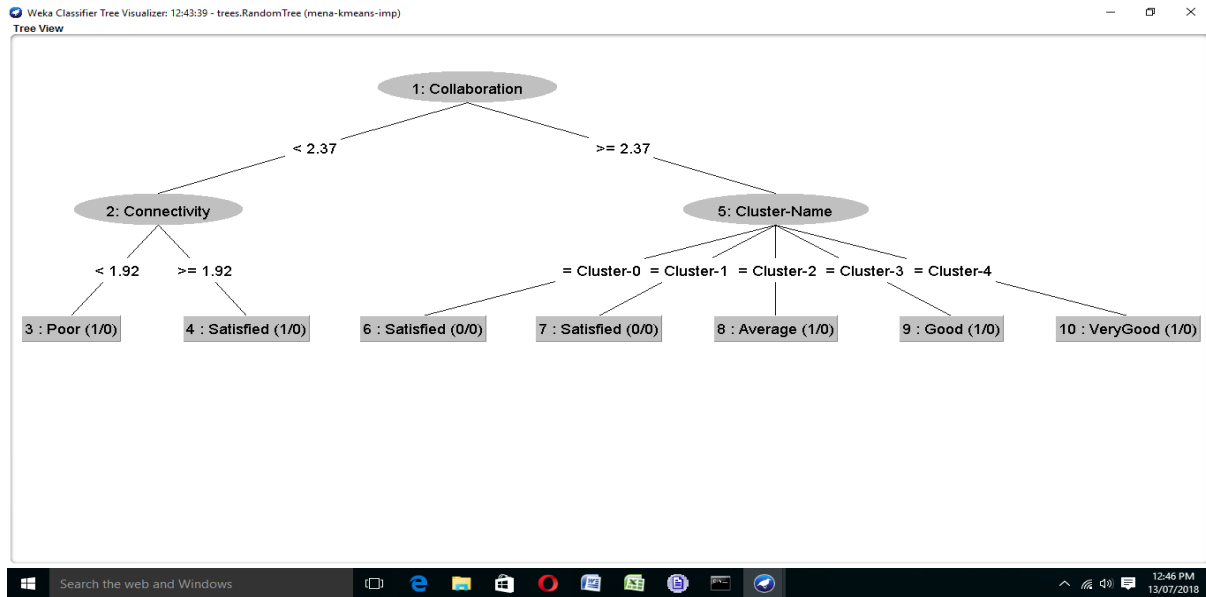 Weka Classifier Tree Visualizer: 12:43:39 - trees.RandomTree (mena-kmeans-imp)
Tree View
1: Collaboration
< 2.37 >= 2.37
2: Connectivity 5: Cluster-Name
< 1.92 >= 1.92 = Cluster-0 = Cluster-1 = Cluster-2 = Cluster-3 = Cluster-4
3 : Poor (1/0) 4 : Satisfied (1/0) 6 : Satisfied (0/0) 7 : Satisfied (0/0) 8 : Average (1/0) 9 : Good (1/0) 10 : VeryGood (1/0)
Search the web and Windows
12:46 PM
13/07/2018